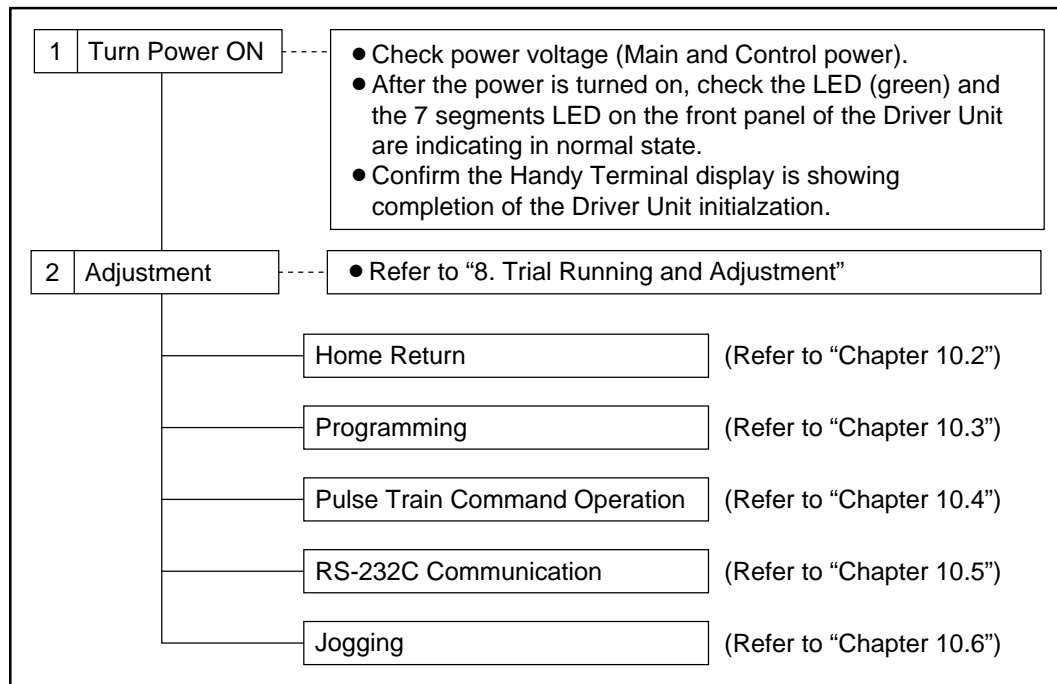 1 Turn Power ON
● Check power voltage (Main and Control power).
● After the power is turned on, check the LED (green) and
the 7 segments LED on the front panel of the Driver Unit
are indicating in normal state.
● Confirm the Handy Terminal display is showing
completion of the Driver Unit initialzation.
2 Adjustment
● Refer to “8. Trial Running and Adjustment”
Home Return (Refer to “Chapter 10.2”)
Programming (Refer to “Chapter 10.3”)
Pulse Train Command Operation (Refer to “Chapter 10.4”)
RS-232C Communication (Refer to “Chapter 10.5”)
Jogging (Refer to “Chapter 10.6”)